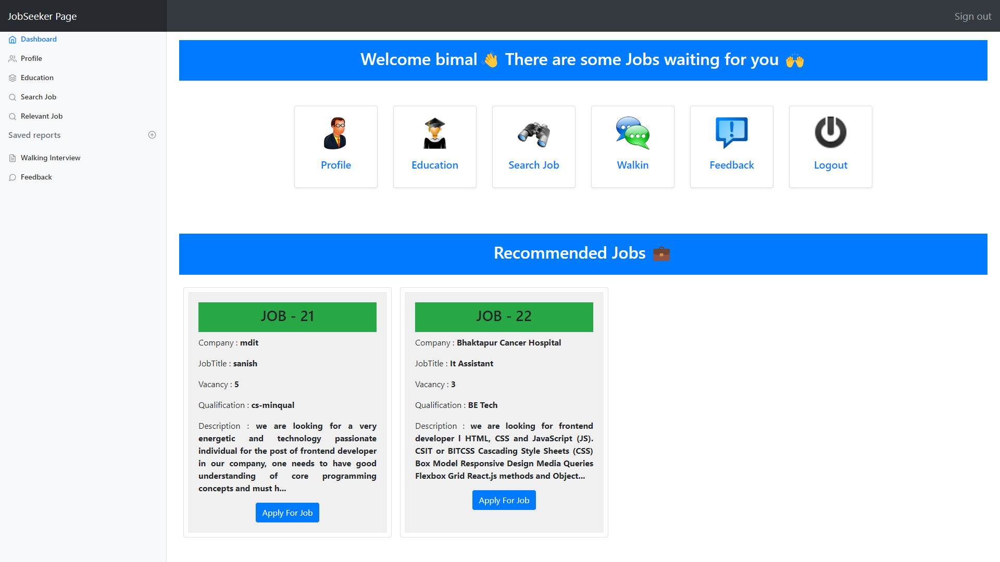 JobSeeker Page
Sign out
Dashboard
Profile
Education
Search Job
Relevant Job
Saved reports
Walking Interview
Feedback
Welcome bimal 👋 There are some Jobs waiting for you 🙌
Profile
Education
Search Job
Walkin
Feedback
Logout
Recommended Jobs 💼
JOB - 21
Company : mdit
JobTitle : sanish
Vacancy : 5
Qualification : cs-minqual
Description : we are looking for a very
energetic and technology passionate
individual for the post of frontend developer
in our company, one needs to have good
understanding of core programming
concepts and must h...
Apply For Job
JOB - 22
Company : Bhaktapur Cancer Hospital
JobTitle : It Assistant
Vacancy : 3
Qualification : BE Tech
Description : we are looking for frontend
developer l HTML, CSS and JavaScript (JS).
CSIT or BITCSS Cascading Style Sheets (CSS)
Box Model Responsive Design Media Queries
Flexbox Grid React.js methods and Object...
Apply For Job